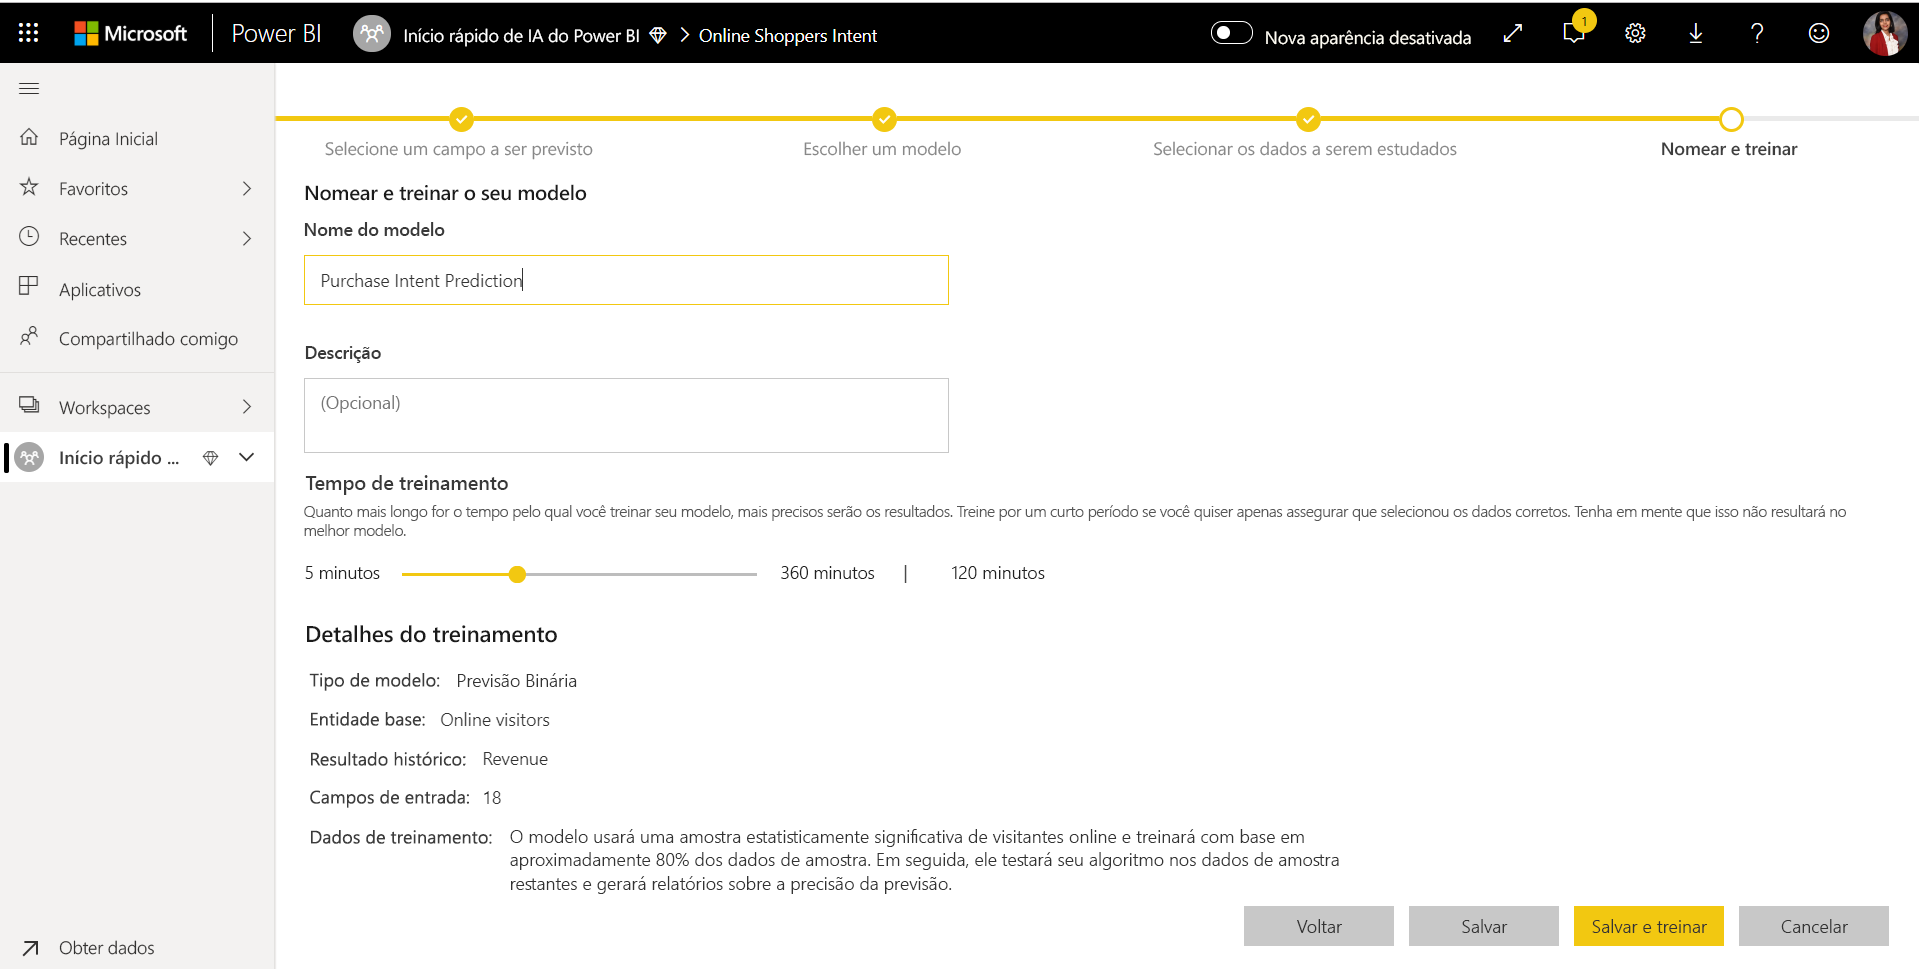 Microsoft Power BI Início rápido de IA do Power BI > Online Shoppers Intent Nova aparência desativada 1
Página Inicial
Favoritos
Recentes
Aplicativos
Compartilhado comigo
Workspaces
Início rápido ...
Obter dados
Selecione um campo a ser previsto Escolher um modelo Selecionar os dados a serem estudados Nomear e treinar
Nomear e treinar o seu modelo
Nome do modelo
Purchase Intent Prediction
Descrição
(Opcional)
Tempo de treinamento
Quanto mais longo for o tempo pelo qual você treinar seu modelo, mais precisos serão os resultados. Treine por um curto período se você quiser apenas assegurar que selecionou os dados corretos. Tenha em mente que isso não resultará no
melhor modelo.
5 minutos 360 minutos | 120 minutos
Detalhes do treinamento
Tipo de modelo: Previsão Binária
Entidade base: Online visitors
Resultado histórico: Revenue
Campos de entrada: 18
Dados de treinamento: O modelo usará uma amostra estatisticamente significativa de visitantes online e treinará com base em
aproximadamente 80% dos dados de amostra. Em seguida, ele testará seu algoritmo nos dados de amostra
restantes e gerará relatórios sobre a precisão da previsão.
Voltar Salvar Salvar e treinar Cancelar